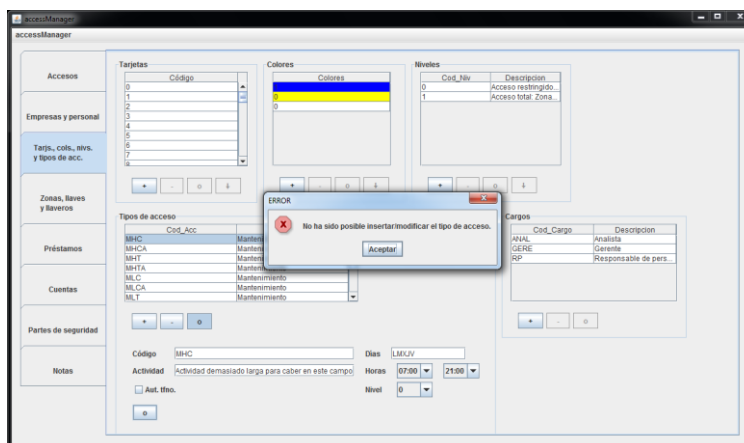 accessManager
accessManager
Accesos
Empresas y personal
Tarjs., cols., nivs.
y tipos de acc.
Zonas, llaves
y llaveros
Préstamos
Cuentas
Partes de seguridad
Notas
Tarjetas
Código
0
1
2
3
4
5
6
7
8
+ - o ↓
Colores
Colores
0
0
+ - o ↓
Niveles
Cod_Niv Descripcion
0 Acceso restringido...
1 Acceso total: Zona...
+ - o ↓
ERROR
No ha sido posible insertar/modificar el tipo de acceso.
Aceptar
Tipos de acceso
Cod_Acc
MHC
MHCA
MHT
MHTA
MLC Mantenimiento
MLCA Mantenimiento
MLT Mantenimiento
+ - o
Cargos
Cod_Cargo Descripcion
ANAL Analista
GERE Gerente
RP Responsable de pers...
+ - o
Código MHC Días LMXJV
Actividad Actividad demasiado larga para caber en este campo Horas 07:00 21:00
Aut. tfno. Nivel 0
o